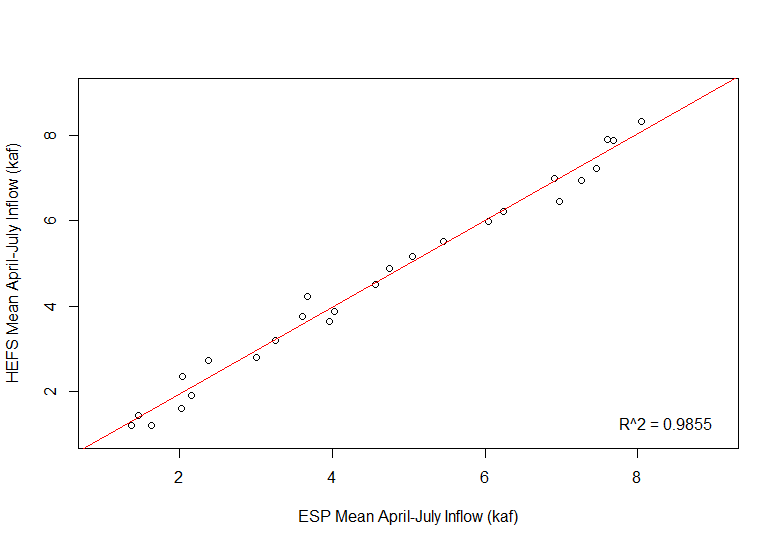 8
6
4
2
HEFS Mean April-July Inflow (kaf)
R^2 = 0.9855
2 4 6 8
ESP Mean April-July Inflow (kaf)